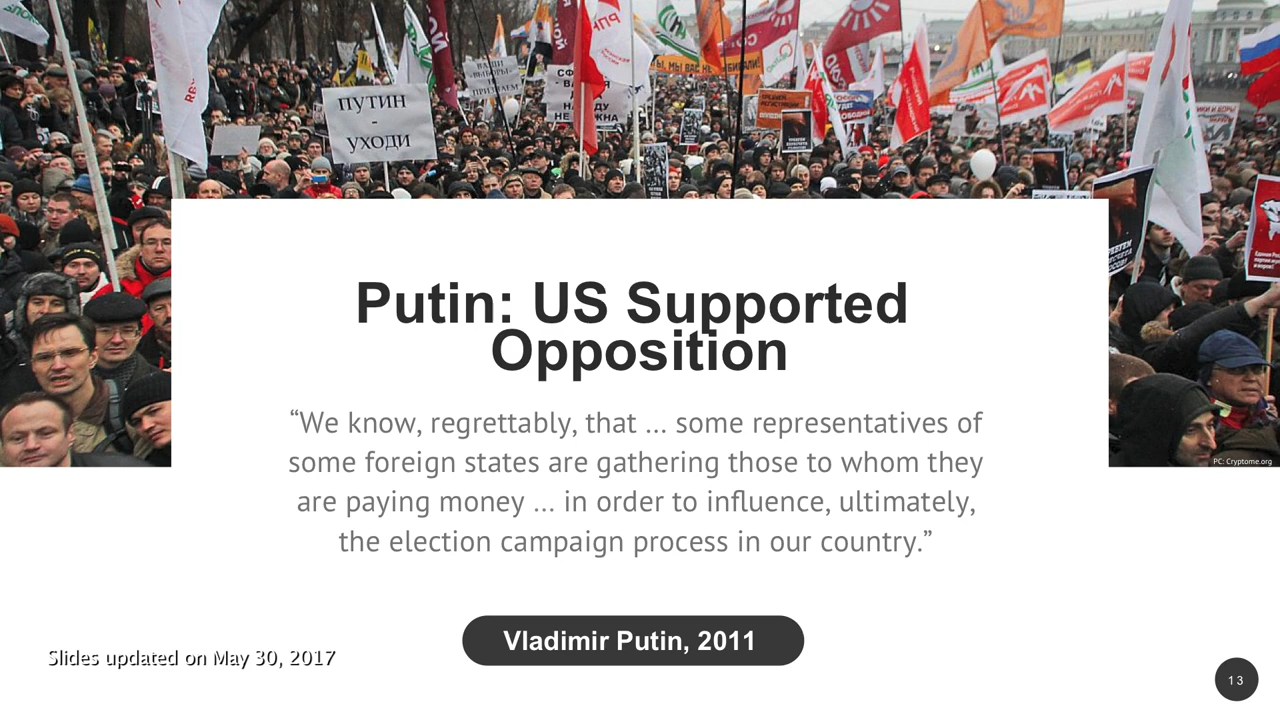 ПУТИН
-
УХОДИ
Putin: US Supported
Opposition
“We know, regrettably, that … some representatives of
some foreign states are gathering those to whom they
are paying money … in order to influence, ultimately,
the election campaign process in our country.”
Vladimir Putin, 2011
Slides updated on May 30, 2017
PC: Cryptome.org
13